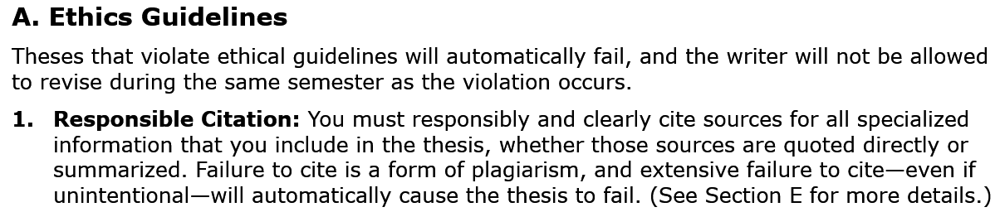 A. Ethics Guidelines
Theses that violate ethical guidelines will automatically fail, and the writer will not be allowed
to revise during the same semester as the violation occurs.
1. Responsible Citation: You must responsibly and clearly cite sources for all specialized
information that you include in the thesis, whether those sources are quoted directly or
summarized. Failure to cite is a form of plagiarism, and extensive failure to cite—even if
unintentional—will automatically cause the thesis to fail. (See Section E for more details.)